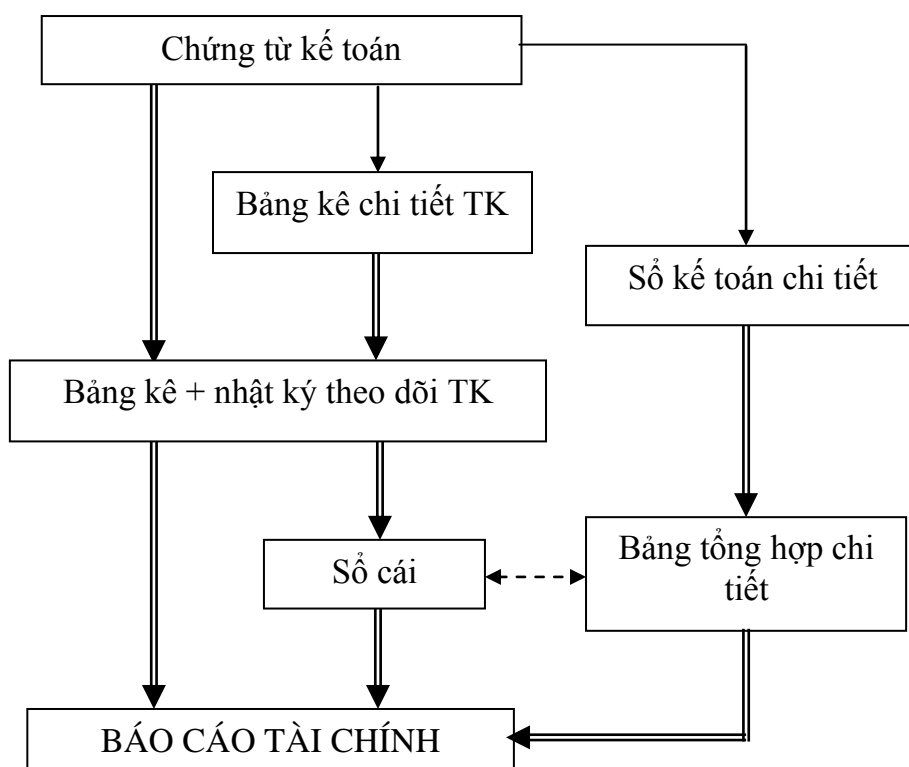 Chứng từ kế toán
Bảng kê chi tiết TK
Sổ kế toán chi tiết
Bảng kê + nhật ký theo dõi TK
Sổ cái
Bảng tổng hợp chi
tiết
BÁO CÁO TÀI CHÍNH